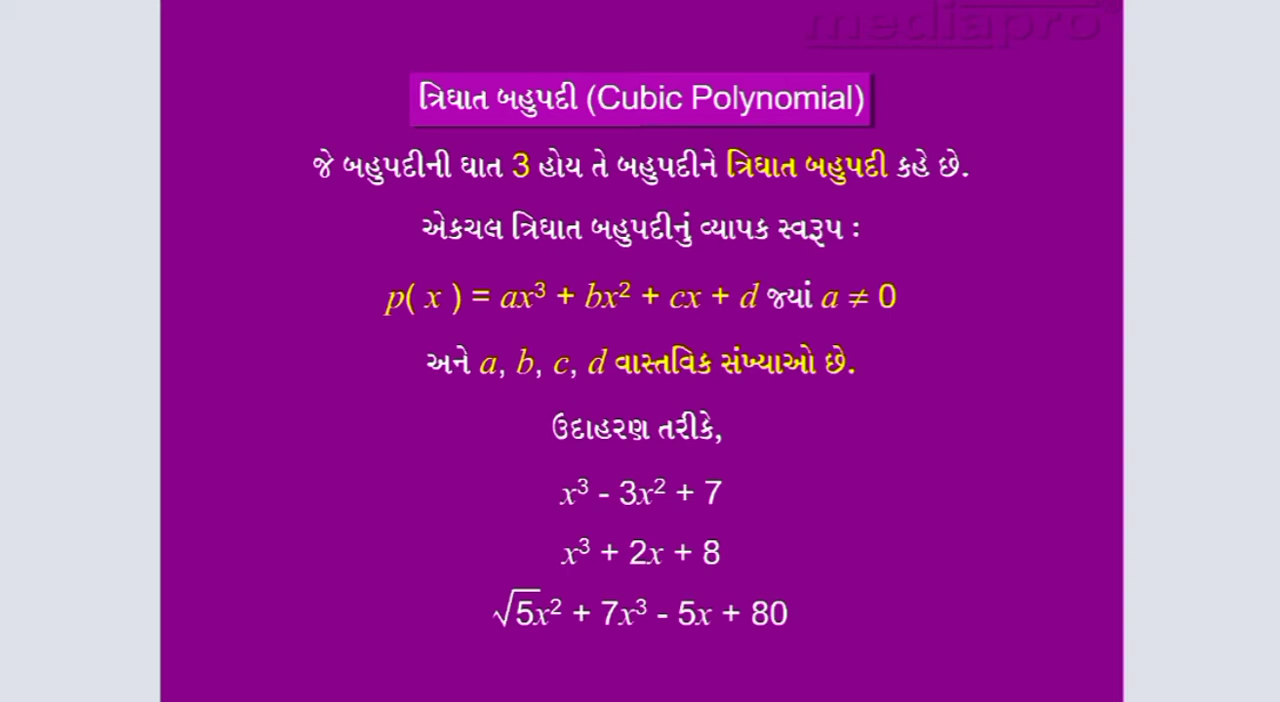 mediapro
ત્રિઘાત બહુપદી (Cubic Polynomial)
જે બહુપદીની ઘાત 3 હોય તે બહુપદીને ત્રિઘાત બહુપદી કહે છે.
એકચલ ત્રિઘાત બહુપદીનું વ્યાપક સ્વરૂપ :
p( x ) = ax³ + bx² + cx + d જ્યાં a ≠ 0
અને a, b, c, d વાસ્તવિક સંખ્યાઓ છે.
ઉદાહરણ તરીકે,
x³ - 3x² + 7
x³ + 2x + 8
√5x² + 7x³ - 5x + 80